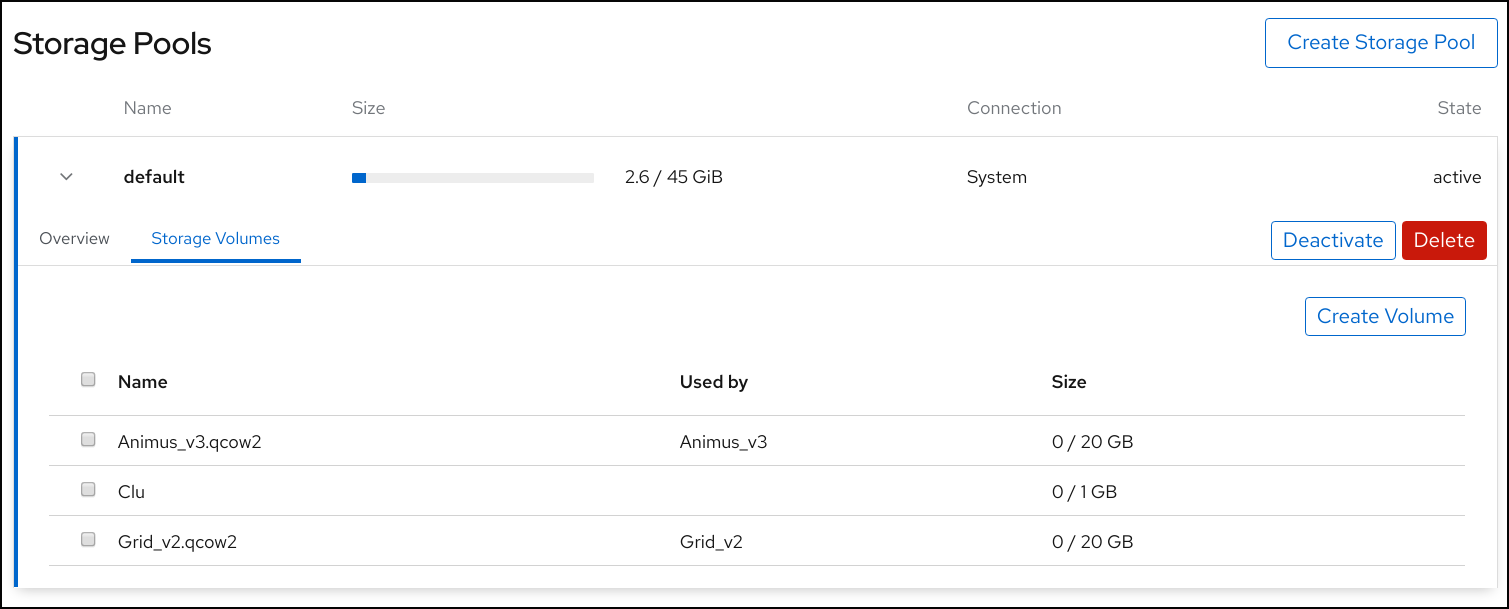 Storage Pools
Create Storage Pool
Name Size Connection State
default 2.6 / 45 GiB System active
Overview Storage Volumes Deactivate Delete
Create Volume
Name Used by Size
Animus_v3.qcow2 Animus_v3 0 / 20 GB
Clu 0 / 1 GB
Grid_v2.qcow2 Grid_v2 0 / 20 GB